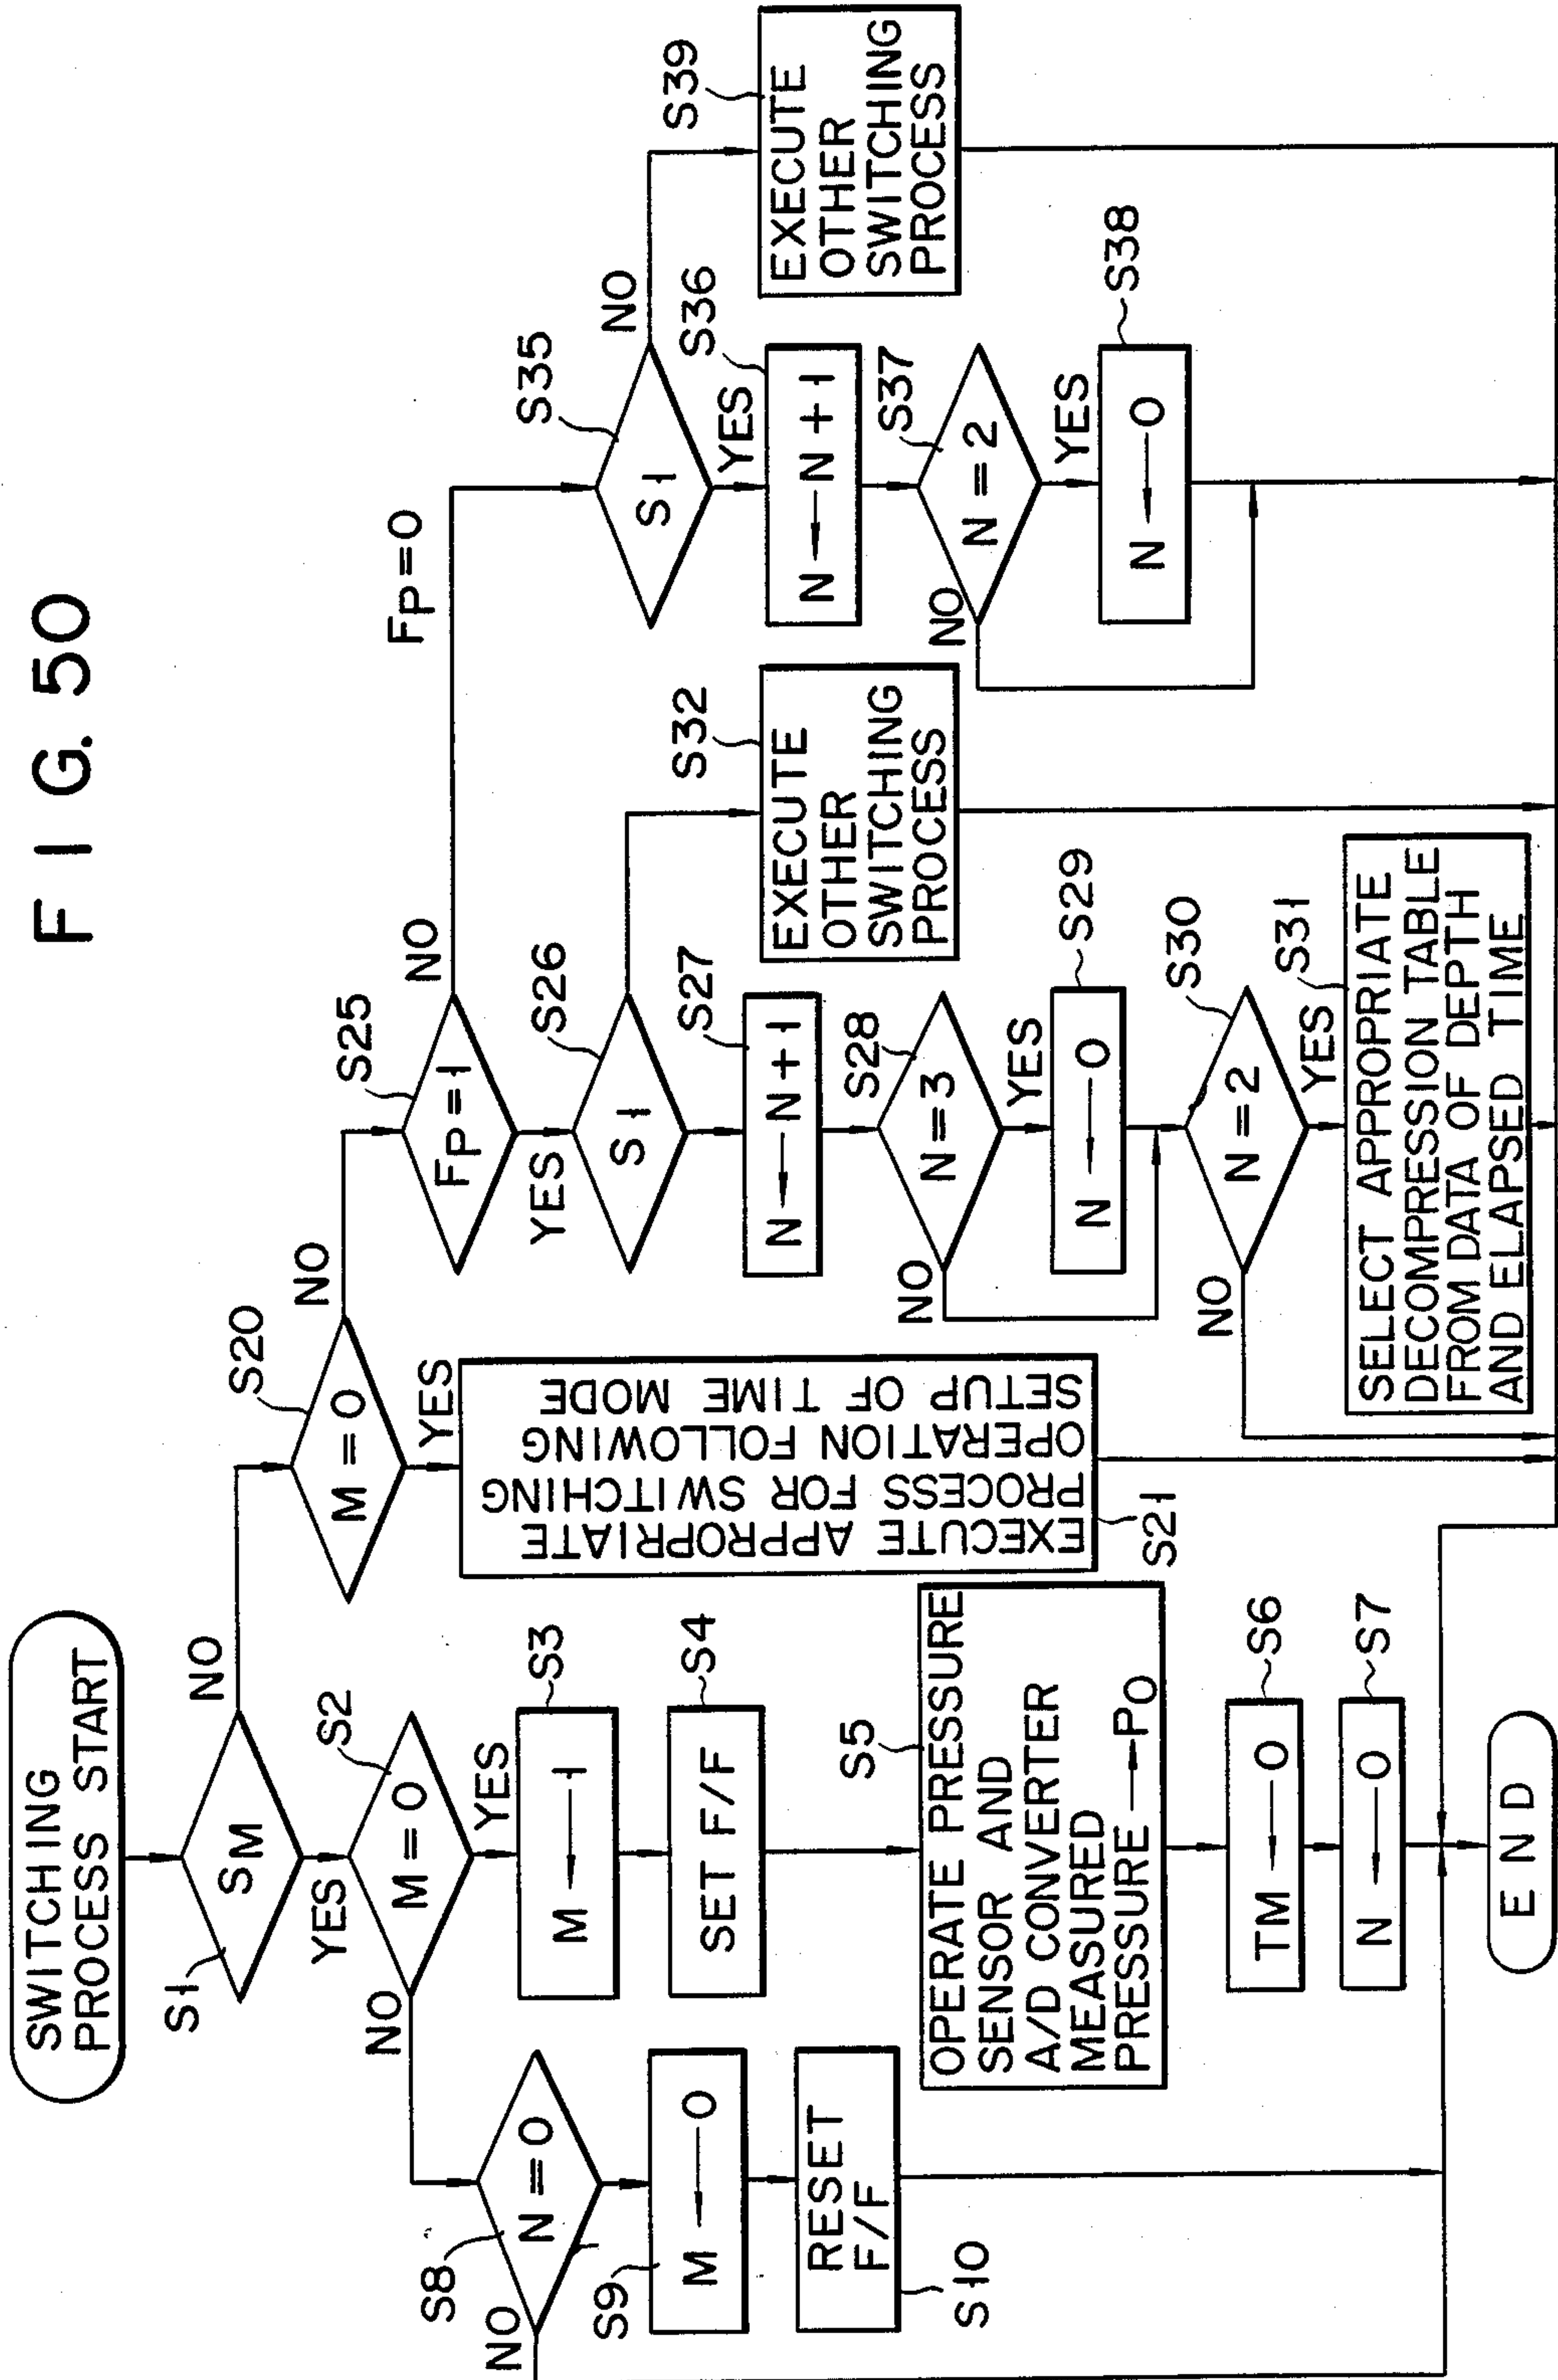 F I G. 50
SWITCHING
PROCESS START
S1
SM
NO
YES
S2
M = 0
NO
YES
S3
M ← 1
S4
SET F/F
S5
OPERATE PRESSURE
SENSOR AND
A/D CONVERTER
MEASURED
PRESSURE → P0
S6
TM ← 0
S7
N ← 0
E N D
S8
N = 0
NO
S9
M ← 0
S10
RESET
F/F
S20
M = 0
NO
YES
S21
EXECUTE APPROPRIATE
PROCESS FOR SWITCHING
OPERATION FOLLOWING
SETUP OF TIME MODE
S25
FP = 1
NO
YES
S26
S1
S27
N ← N + 1
S28
N = 3
NO
YES
S29
N ← 0
S30
N = 2
NO
YES
S31
SELECT APPROPRIATE
DECOMPRESSION TABLE
FROM DATA OF DEPTH
AND ELAPSED TIME
S32
EXECUTE
OTHER
SWITCHING
PROCESS
FP = 0
S35
S1
NO
YES
S36
N ← N + 1
S37
N = 2
NO
YES
S38
N ← 0
S39
EXECUTE
OTHER
SWITCHING
PROCESS